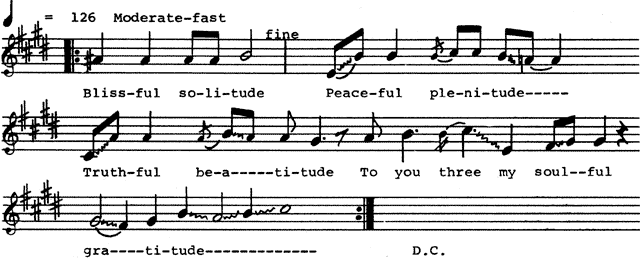 = 126 Moderate-fast
fine
Bliss-ful so-li-tude Peace-ful ple-ni-tude-----
Truth-ful be-a-----ti-tude To you three my soul--ful
gra----ti-tude------------- D.C.